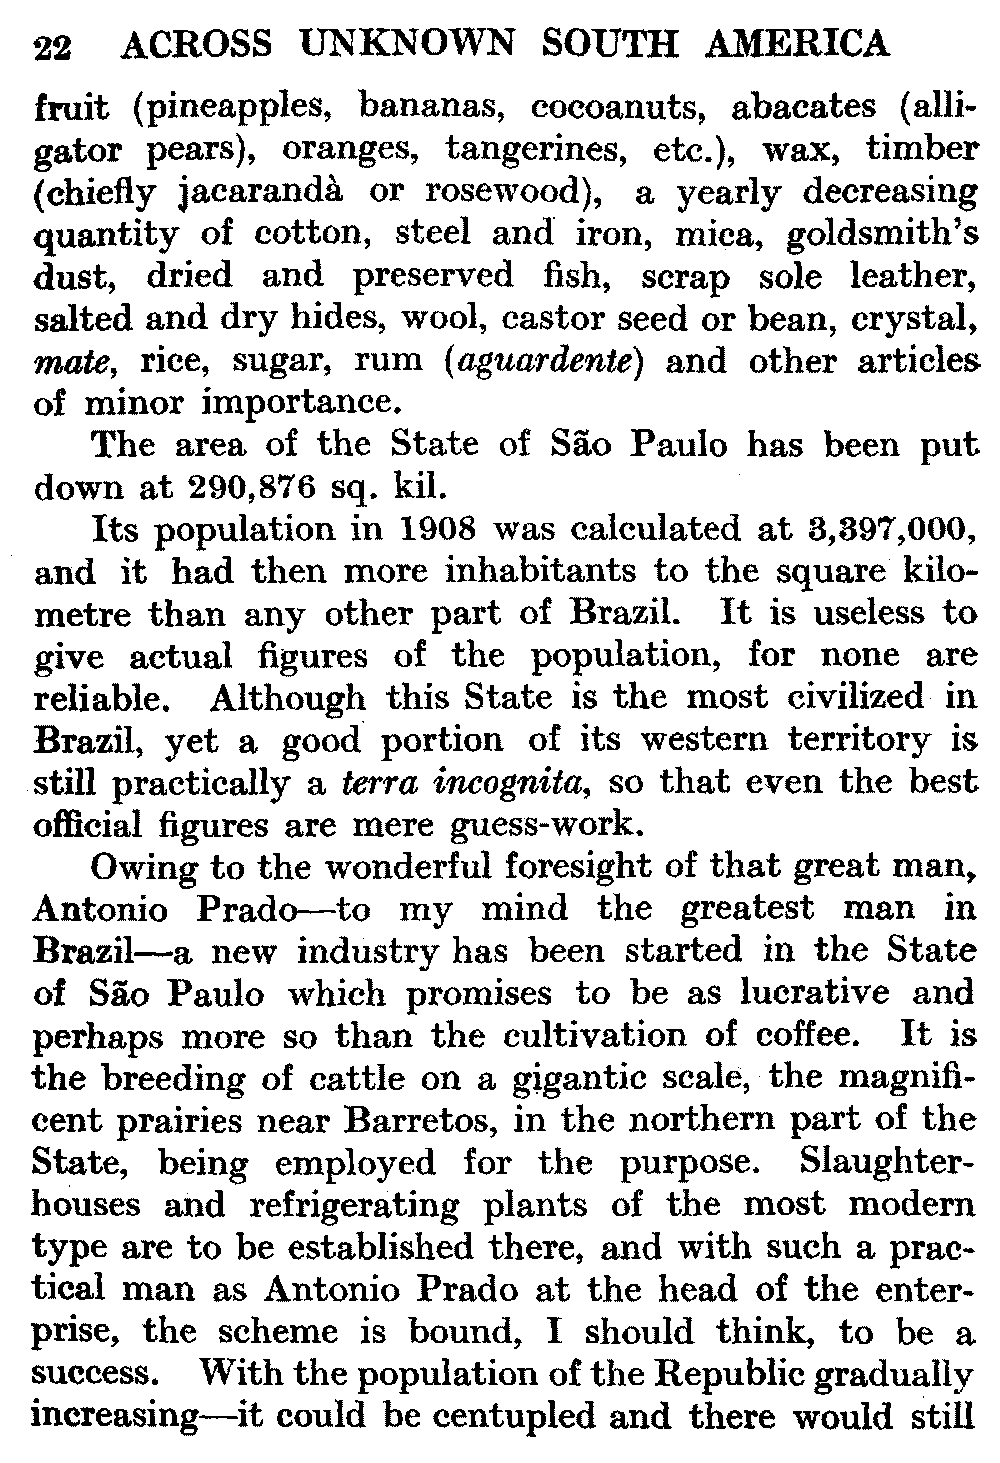 22 ACROSS UNKNOWN SOUTH AMERICA
fruit (pineapples, bananas, cocoanuts, abacates (alli-
gator pears), oranges, tangerines, etc.), wax, timber
(chiefly jacarandà or rosewood), a yearly decreasing
quantity of cotton, steel and iron, mica, goldsmith's
dust, dried and preserved fish, scrap sole leather,
salted and dry hides, wool, castor seed or bean, crystal,
mate, rice, sugar, rum (aguardente) and other articles
of minor importance.
The area of the State of São Paulo has been put
down at 290,876 sq. kil.
Its population in 1908 was calculated at 3,397,000,
and it had then more inhabitants to the square kilo-
metre than any other part of Brazil. It is useless to
give actual figures of the population, for none are
reliable. Although this State is the most civilized in
Brazil, yet a good portion of its western territory is
still practically a terra incognita, so that even the best
official figures are mere guess-work.
Owing to the wonderful foresight of that great man,
Antonio Prado—to my mind the greatest man in
Brazil—a new industry has been started in the State
of São Paulo which promises to be as lucrative and
perhaps more so than the cultivation of coffee. It is
the breeding of cattle on a gigantic scale, the magnifi-
cent prairies near Barretos, in the northern part of the
State, being employed for the purpose. Slaughter-
houses and refrigerating plants of the most modern
type are to be established there, and with such a prac-
tical man as Antonio Prado at the head of the enter-
prise, the scheme is bound, I should think, to be a
success. With the population of the Republic gradually
increasing—it could be centupled and there would still